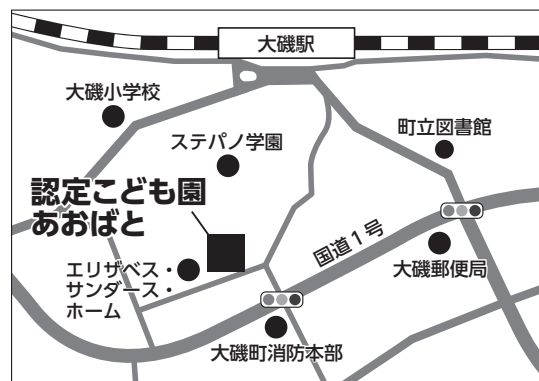 大磯駅
大磯小学校
ステパノ学園
町立図書館
認定こども園
あおばと
国道1号
エリザベス・
サンダース・
ホーム
大磯郵便局
大磯町消防本部